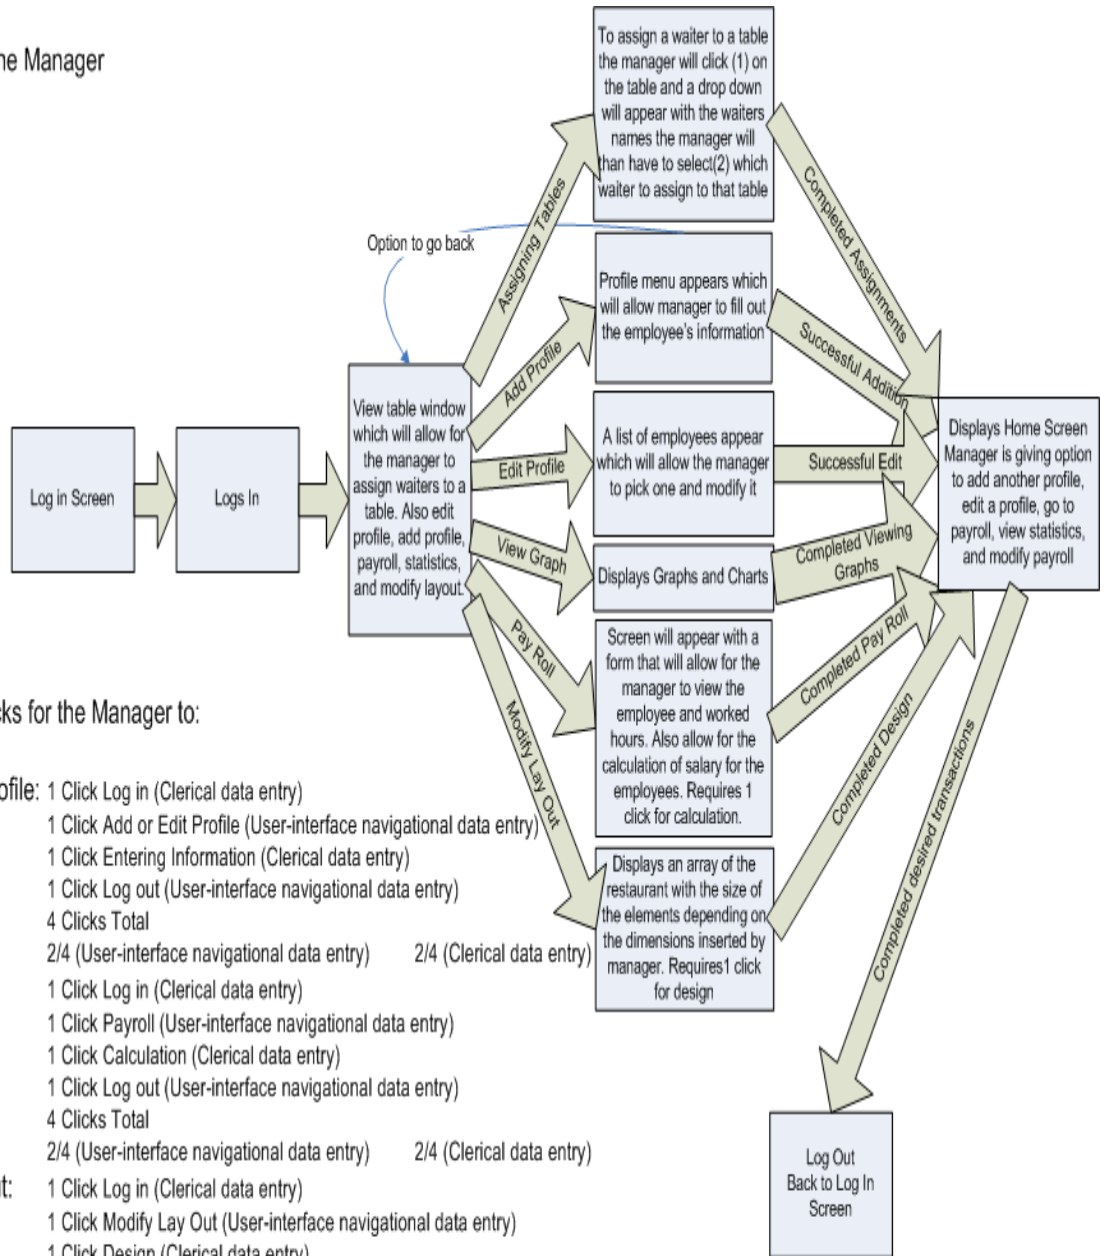 he Manager
To assign a waiter to a table
the manager will click (1) on
the table and a drop down
will appear with the waiters
names the manager will
than have to select(2) which
waiter to assign to that table
Option to go back
Assigning Tables
Completed Assignments
Profile menu appears which
will allow manager to fill out
the employee's information
Add Profile
Successful Addition
Log in Screen
Logs In
View table window
which will allow for
the manager to
assign waiters to a
table. Also edit
profile, add profile,
payroll, statistics,
and modify layout.
Edit Profile
A list of employees appear
which will allow the manager
to pick one and modify it
Successful Edit
Displays Home Screen
Manager is giving option
to add another profile,
edit a profile, go to
payroll, view statistics,
and modify payroll
View Graph
Displays Graphs and Charts
Completed Viewing
Graphs
Pay Roll
Screen will appear with a
form that will allow for the
manager to view the
employee and worked
hours. Also allow for the
calculation of salary for the
employees. Requires 1
click for calculation.
Completed Pay Roll
Modify Lay Out
Displays an array of the
restaurant with the size of
the elements depending on
the dimensions inserted by
manager. Requires1 click
for design
Completed Design
Completed desired transactions
Log Out
Back to Log In
Screen
cks for the Manager to:
ofile: 1 Click Log in (Clerical data entry)
1 Click Add or Edit Profile (User-interface navigational data entry)
1 Click Entering Information (Clerical data entry)
1 Click Log out (User-interface navigational data entry)
4 Clicks Total
2/4 (User-interface navigational data entry) 2/4 (Clerical data entry)
1 Click Log in (Clerical data entry)
1 Click Payroll (User-interface navigational data entry)
1 Click Calculation (Clerical data entry)
1 Click Log out (User-interface navigational data entry)
4 Clicks Total
2/4 (User-interface navigational data entry) 2/4 (Clerical data entry)
t: 1 Click Log in (Clerical data entry)
1 Click Modify Lay Out (User-interface navigational data entry)
1 Click Design (Clerical data entry)